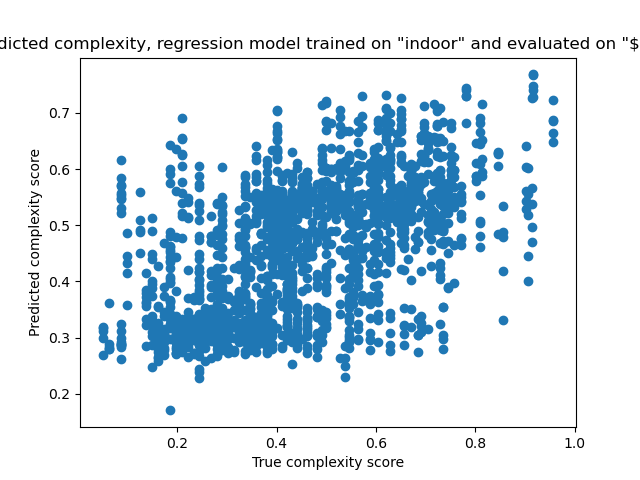 dicted complexity, regression model trained on "indoor" and evaluated on "$
Predicted complexity score
0.7
0.6
0.5
0.4
0.3
0.2
0.2 0.4 0.6 0.8 1.0
True complexity score